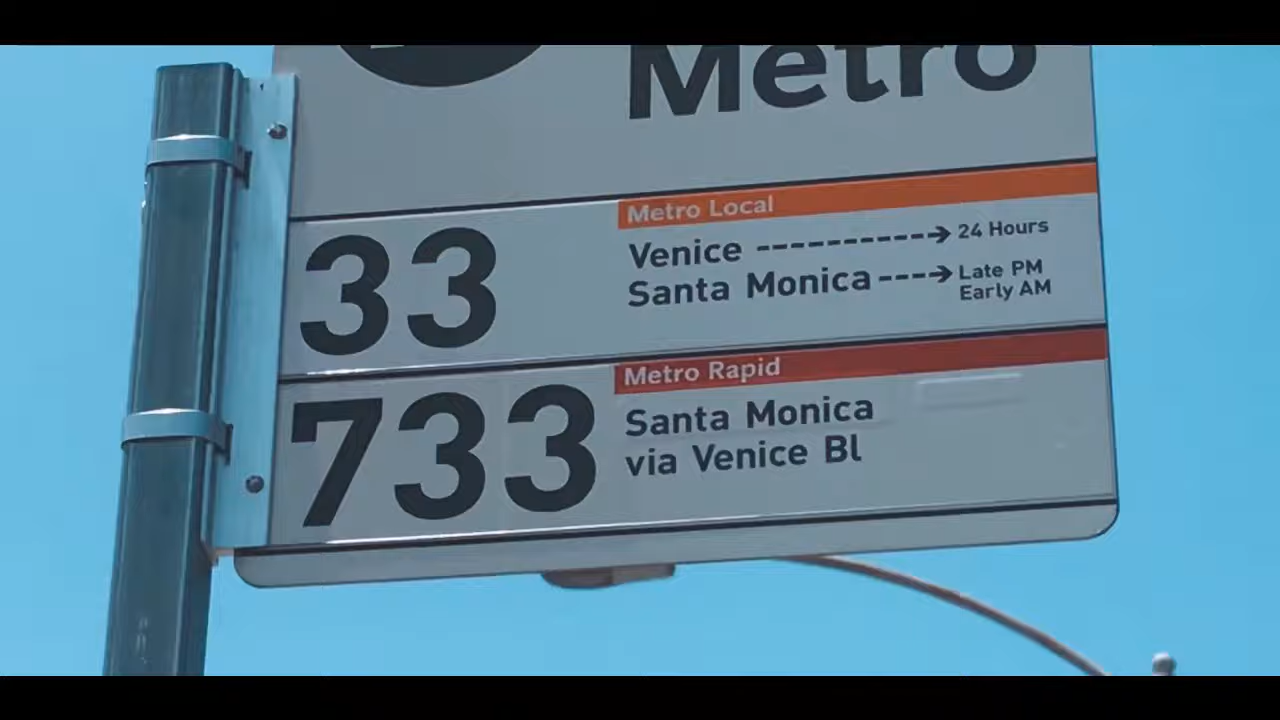 Metro
Metro Local
33
Venice ----------→ 24 Hours
Santa Monica ----→ Late PM
Early AM
Metro Rapid
733
Santa Monica
via Venice Bl